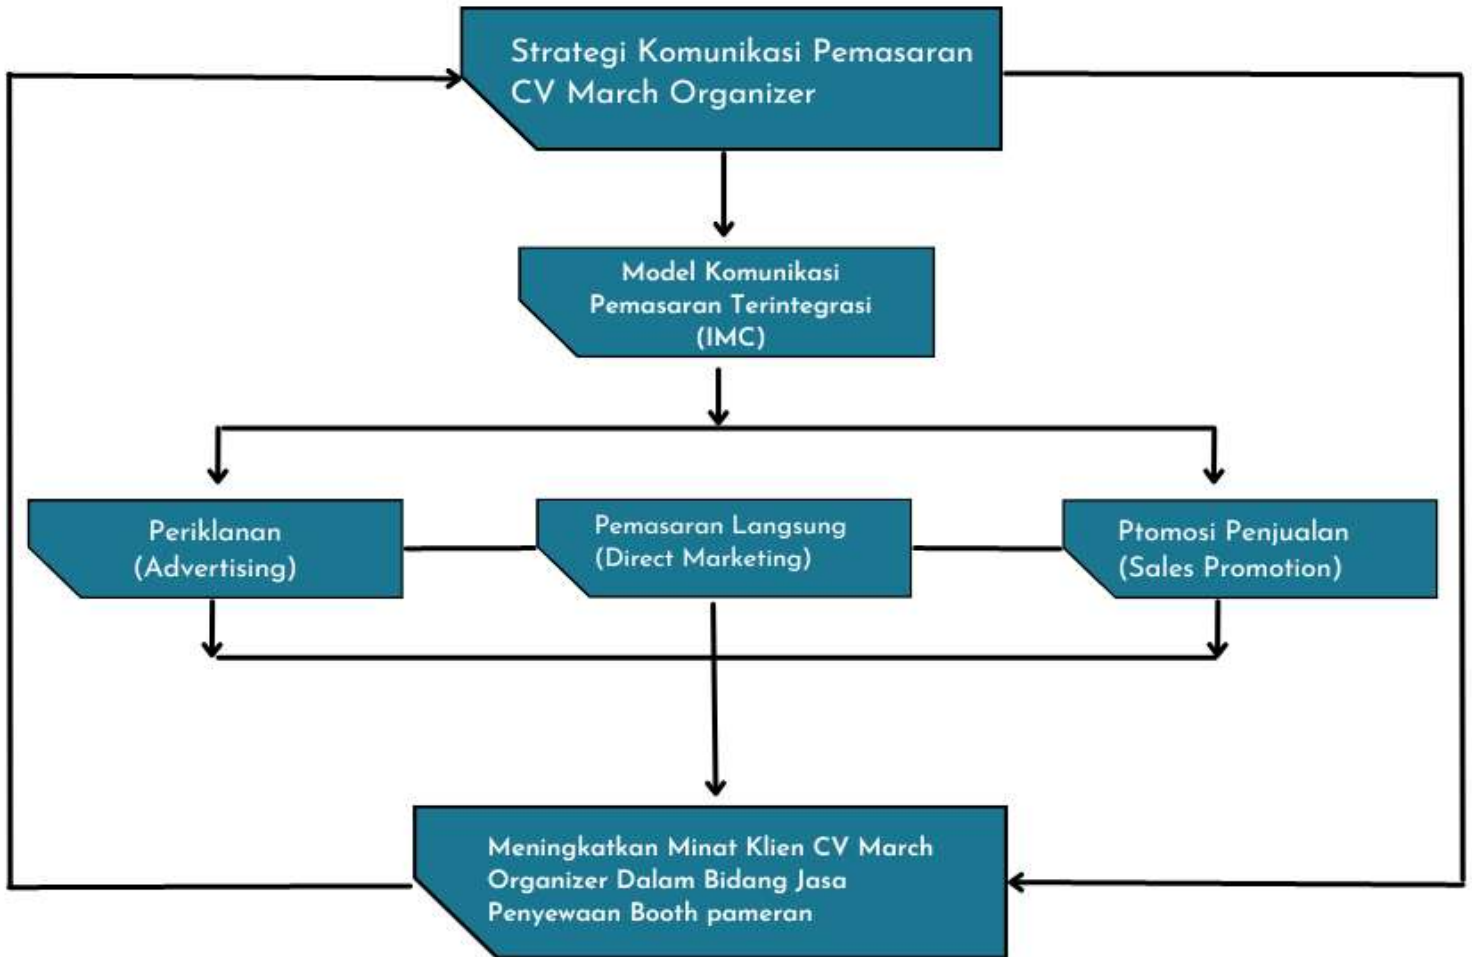 Strategi Komunikasi Pemasaran
CV March Organizer
Model Komunikasi
Pemasaran Terintegrasi
(IMC)
Periklanan
(Advertising)
Pemasaran Langsung
(Direct Marketing)
Ptomosi Penjualan
(Sales Promotion)
Meningkatkan Minat Klien CV March
Organizer Dalam Bidang Jasa
Penyewaan Booth pameran